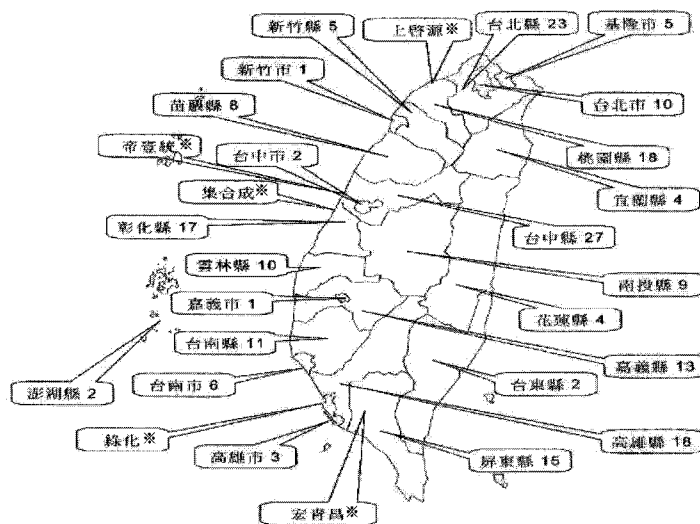 新竹縣 5
上啓源※
台北縣 23
基隆市 5
新竹市 1
台北市 10
苗栗縣 8
帝壹統※
台中市 2
桃園縣 18
集合成※
宜蘭縣 4
彰化縣 17
台中縣 27
雲林縣 10
南投縣 9
嘉義市 1
花蓮縣 4
台南縣 11
嘉義縣 13
澎湖縣 2
台南市 6
台東縣 2
綠化※
高雄市 3
高雄縣 18
屏東縣 15
宏青昌※